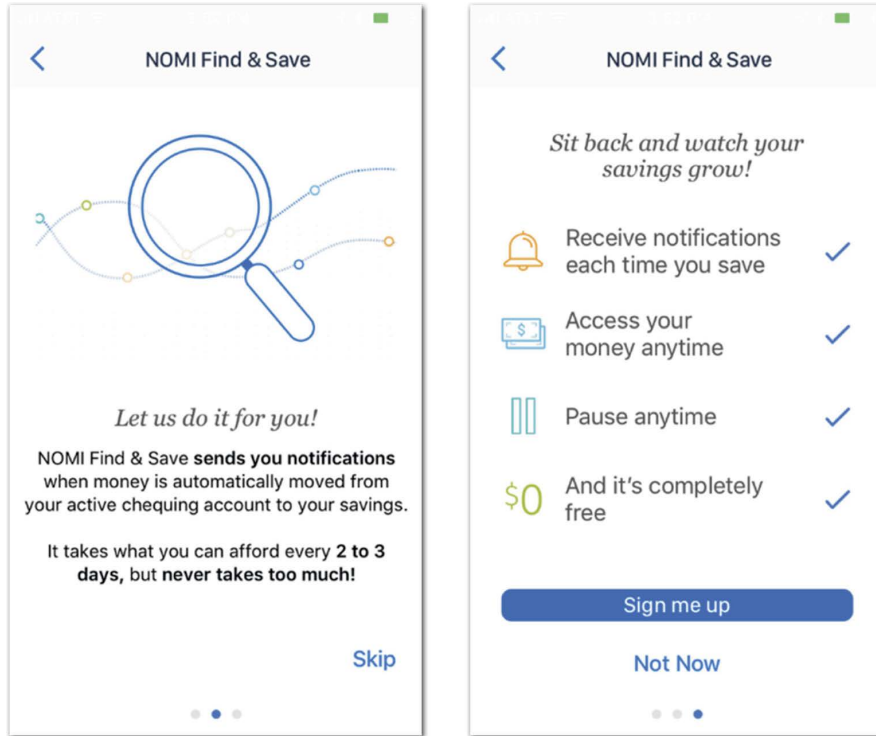 NOMI Find & Save
Let us do it for you!
NOMI Find & Save sends you notifications
when money is automatically moved from
your active chequing account to your savings.
It takes what you can afford every 2 to 3
days, but never takes too much!
Skip
NOMI Find & Save
Sit back and watch your
savings grow!
Receive notifications
each time you save
$
Access your
money anytime
Pause anytime
$0
And it's completely
free
Sign me up
Not Now